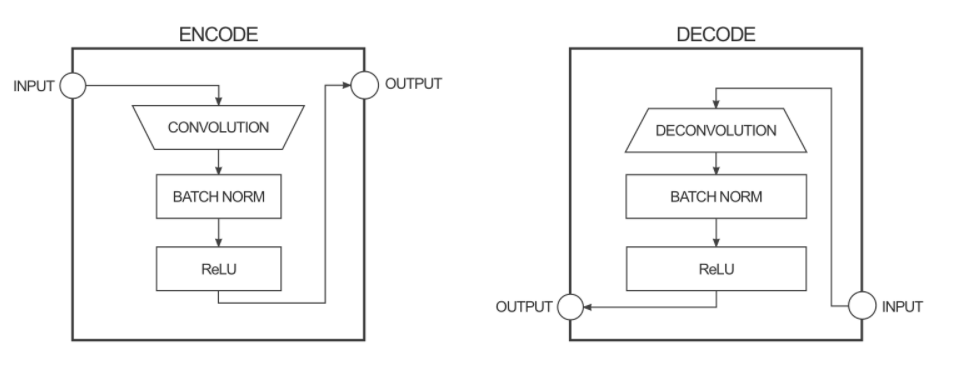 ENCODE
INPUT
OUTPUT
CONVOLUTION
BATCH NORM
ReLU
DECODE
DECONVOLUTION
BATCH NORM
ReLU
OUTPUT
INPUT